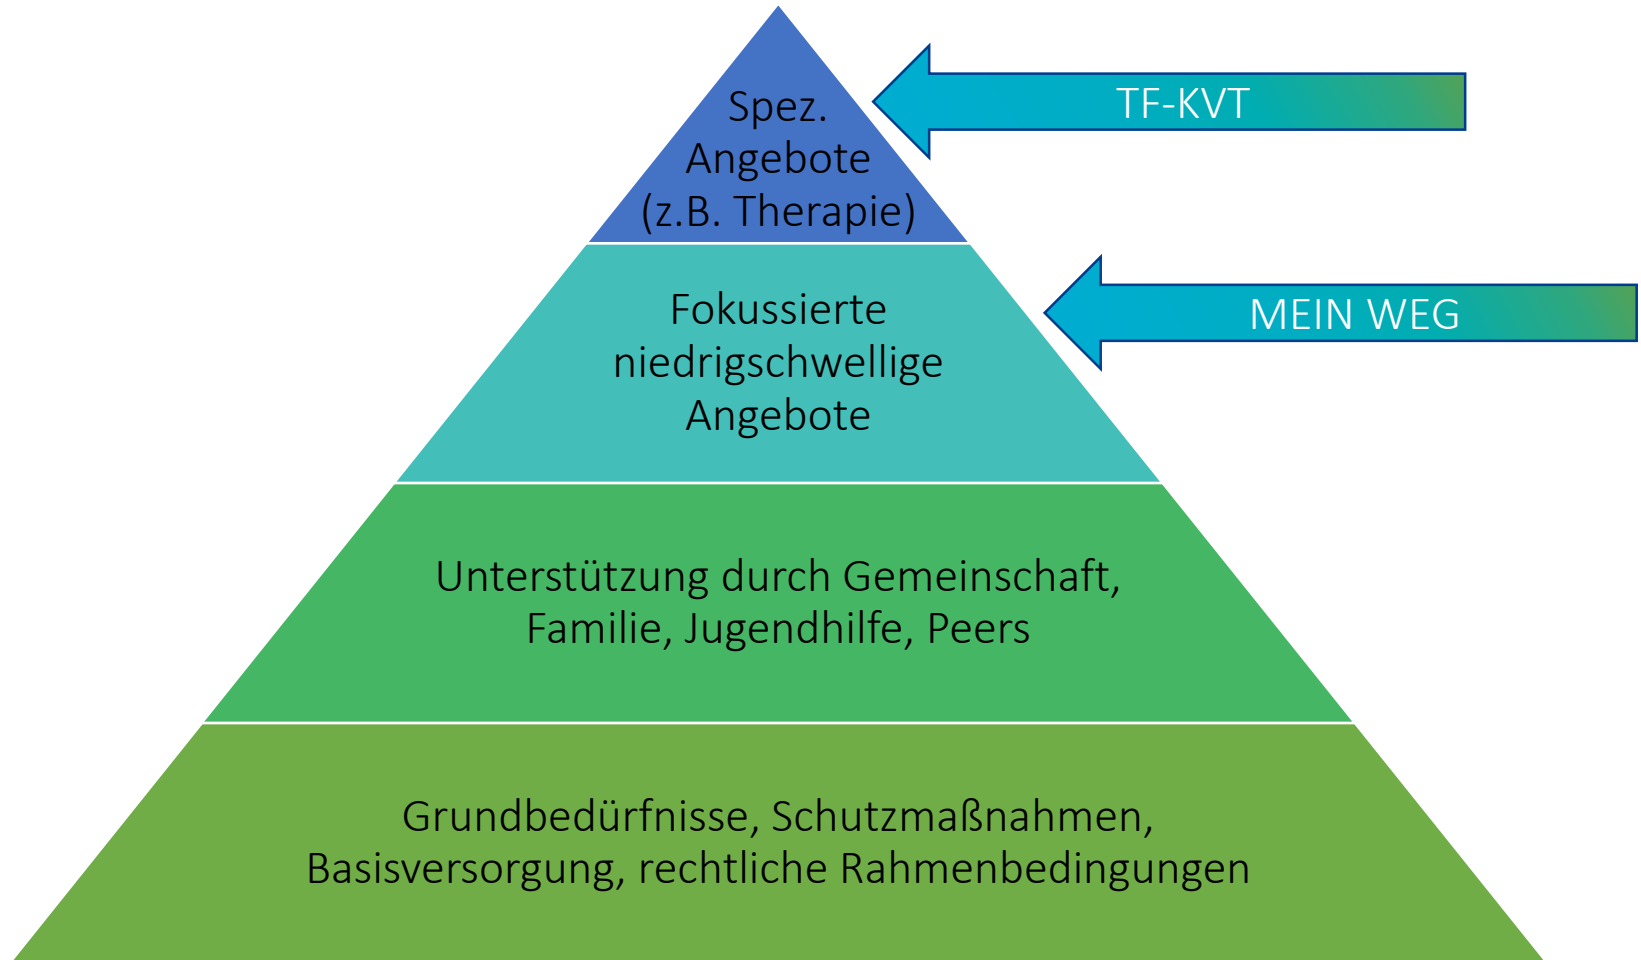 Spez.
Angebote
(z.B. Therapie)
TF-KVT
Fokussierte
niedrigschwellige
Angebote
MEIN WEG
Unterstützung durch Gemeinschaft,
Familie, Jugendhilfe, Peers
Grundbedürfnisse, Schutzmaßnahmen,
Basisversorgung, rechtliche Rahmenbedingungen